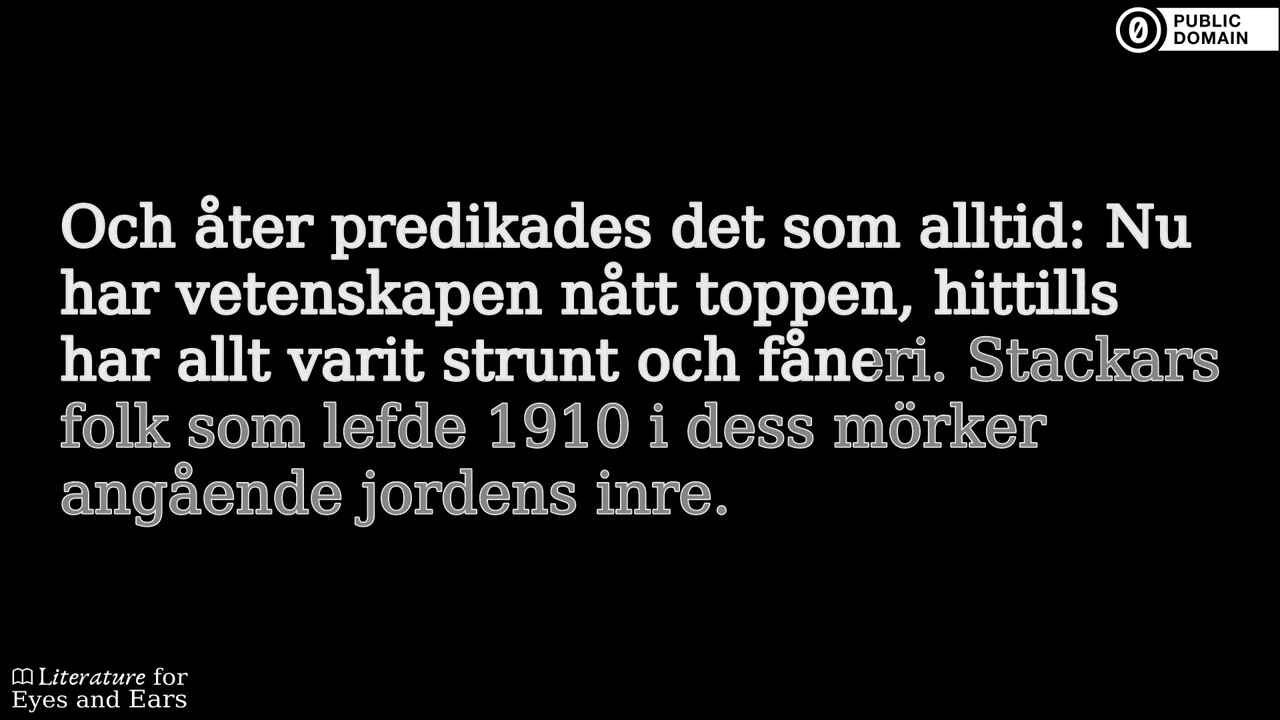 PUBLIC
DOMAIN
Och åter predikades det som alltid: Nu
har vetenskapen nått toppen, hittills
har allt varit strunt och fåneri. Stackars
folk som lefde 1910 i dess mörker
angående jordens inre.
Literature for
Eyes and Ears